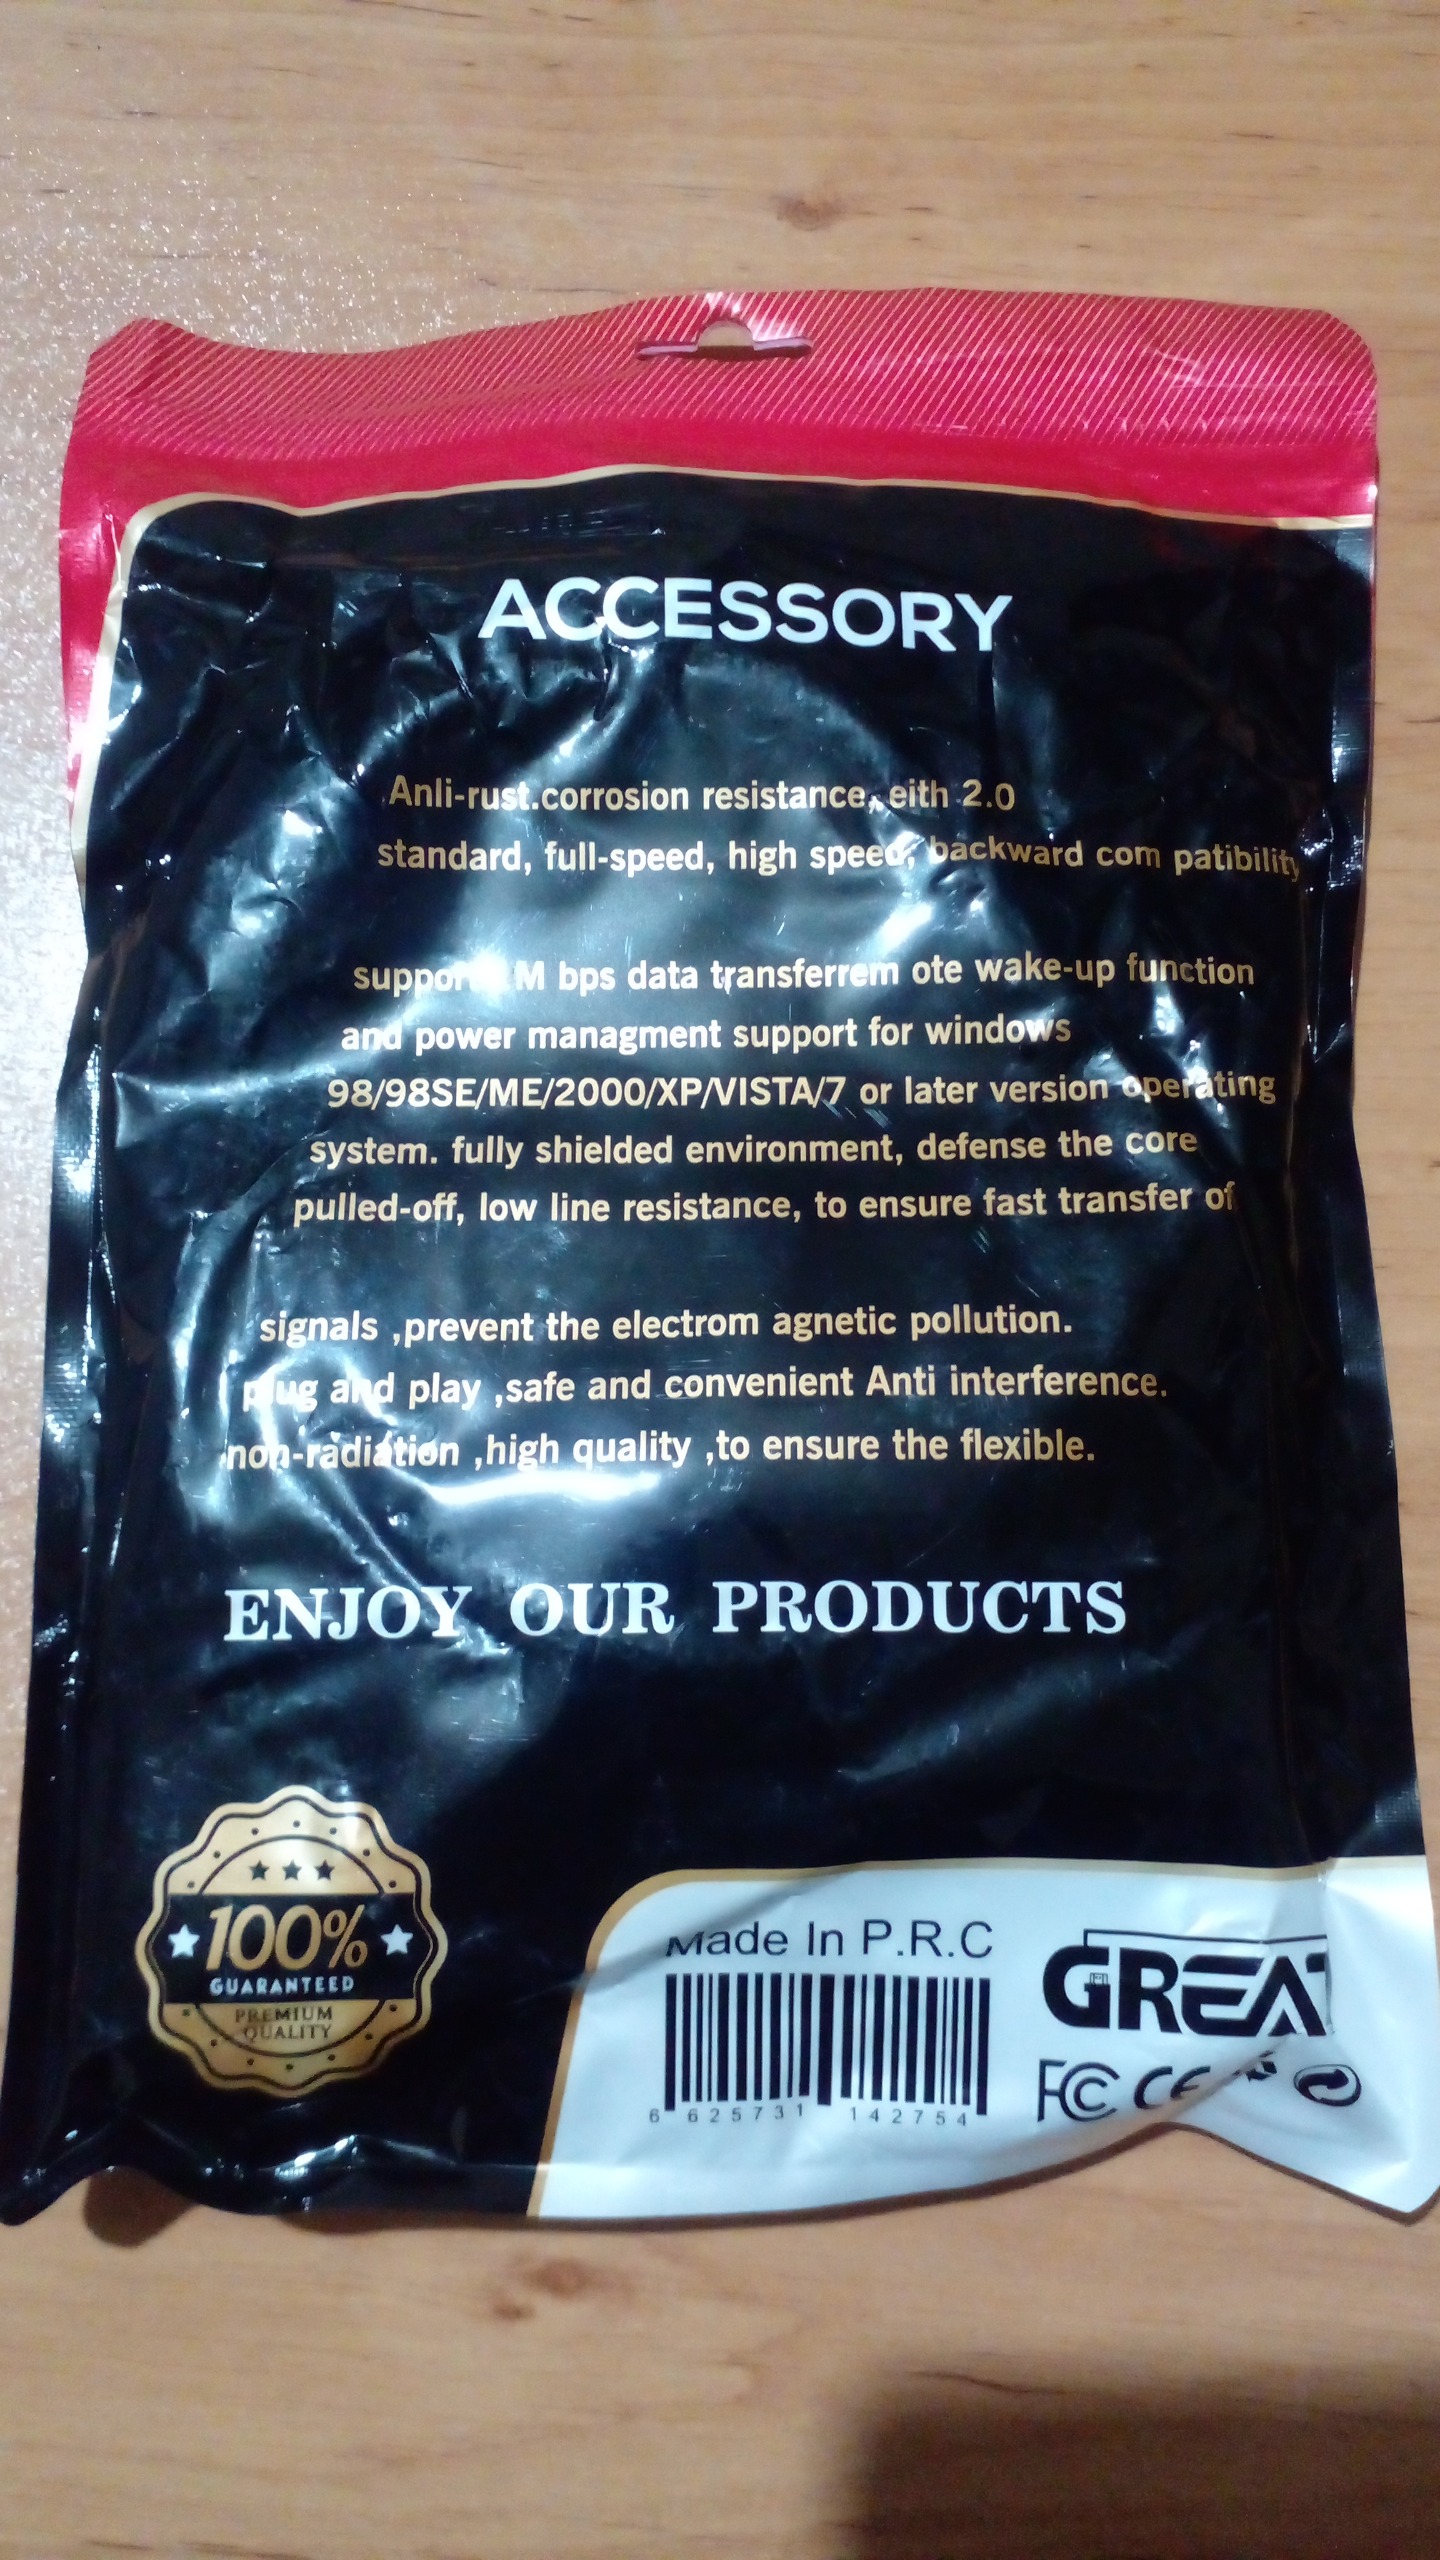 ACCESSORY
Anli-rust.corrosion resistance, eith 2.0
standard, full-speed, high speed, backward com patibility
M bps data transferrem ote wake-up function
and power managment support for windows
98/98SE/ME/2000/XP/VISTA/7 or later version operating
system. fully shielded environment, defense the core
pulled-off, low line resistance, to ensure fast transfer of
signals ,prevent the electrom agnetic pollution.
plug and play ,safe and convenient Anti interference.
non-radiation ,high quality ,to ensure the flexible.
ENJOY OUR PRODUCTS
100%
GUARANTEED
PREMIUM
QUALITY
Made In P.R.C
GREAT
6 625731 142754
FC CE